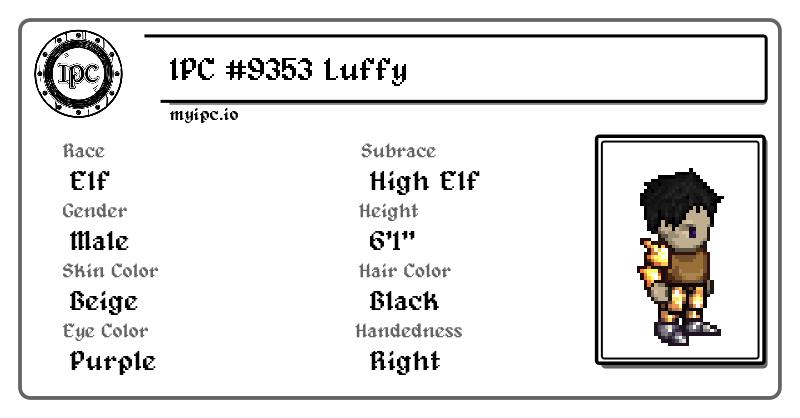 IPC
IPC #9353 Luffy
myipc.io
Race
Subrace
Elf
High Elf
Gender
Height
Male
6'1"
Skin Color
Hair Color
Beige
Black
Eye Color
Handedness
Purple
Right